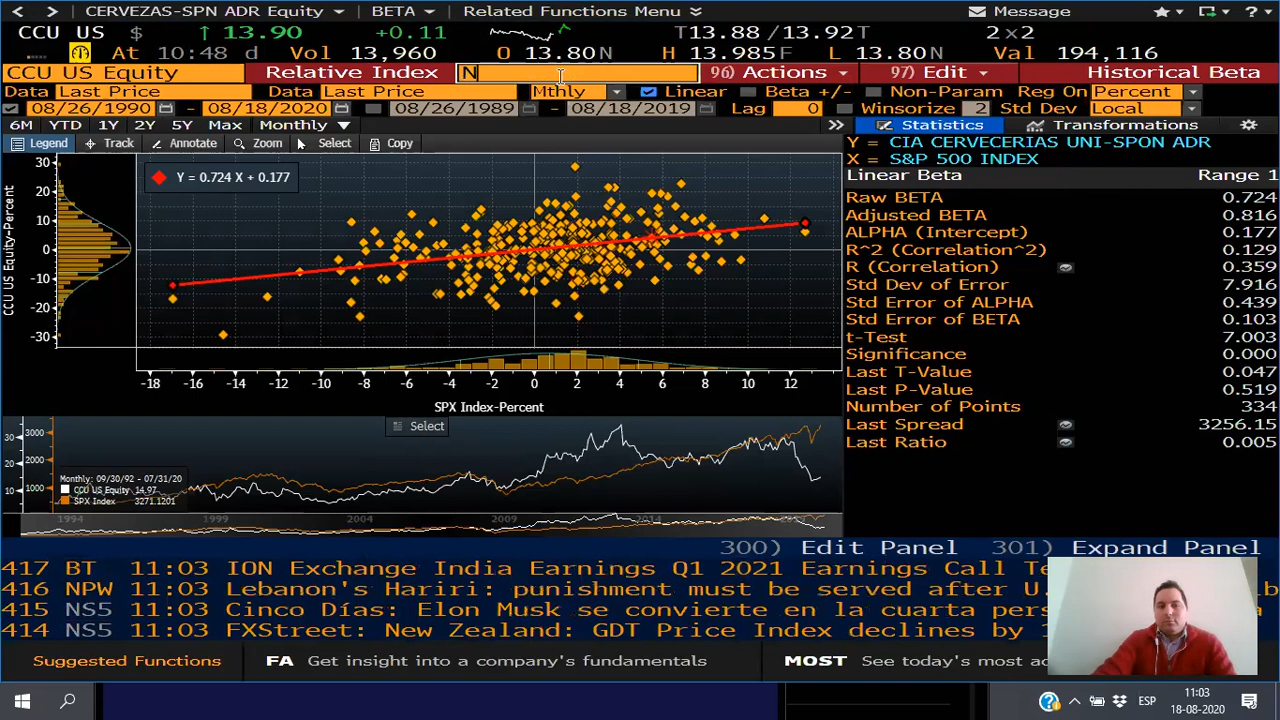 CERVEZAS-SPN ADR Equity BETA Related Functions Menu Message
CCU US $ ↑ 13.90 +0.11 T13.88 /13.92T 2×2
At 10:48 d Vol 13,960 O 13.80N H 13.985F L 13.80N Val 194,116
CCU US Equity Relative Index N 96) Actions 97) Edit Historical Beta
Data Last Price Data Last Price Mthly Linear Beta +/- Non-Param Reg On Percent
08/26/1990 - 08/18/2020 08/26/1989 - 08/18/2019 Lag 0 Winsorize 2 Std Dev Local
6M YTD 1Y 2Y 5Y Max Monthly ▼ » Statistics Transformations
Legend Track Annotate Zoom Select Copy
Y = CIA CERVECERIAS UNI-SPON ADR
X = S&P 500 INDEX
Linear Beta Range 1
Raw BETA 0.724
Adjusted BETA 0.816
ALPHA (Intercept) 0.177
R^2 (Correlation^2) 0.129
R (Correlation) 0.359
Std Dev of Error 7.916
Std Error of ALPHA 0.439
Std Error of BETA 0.103
t-Test 7.003
Significance 0.000
Last T-Value 0.047
Last P-Value 0.519
Number of Points 334
Last Spread 3256.15
Last Ratio 0.005
Y = 0.724 X + 0.177
CCU US Equity-Percent
30
20
10
0
-10
-20
-30
-18 -16 -14 -12 -10 -8 -6 -4 -2 0 2 4 6 8 10 12
SPX Index-Percent
Select
30 3000
20 2000
10 1000
Monthly: 09/30/92 - 07/31/20
CCU US Equity 14.97
SPX Index 3271.1201
1994 1999 2004 2009 2014
300) Edit Panel 301) Expand Panel
417 BT 11:03 ION Exchange India Earnings Q1 2021 Earnings Call Te
416 NPW 11:03 Lebanon's Hariri: punishment must be served after U.
415 NS5 11:03 Cinco Días: Elon Musk se convierte en la cuarta pers
414 NS5 11:03 FXStreet: New Zealand: GDT Price Index declines by 1
Suggested Functions FA Get insight into a company's fundamentals MOST See today's most ac
ESP 11:03
18-08-2020